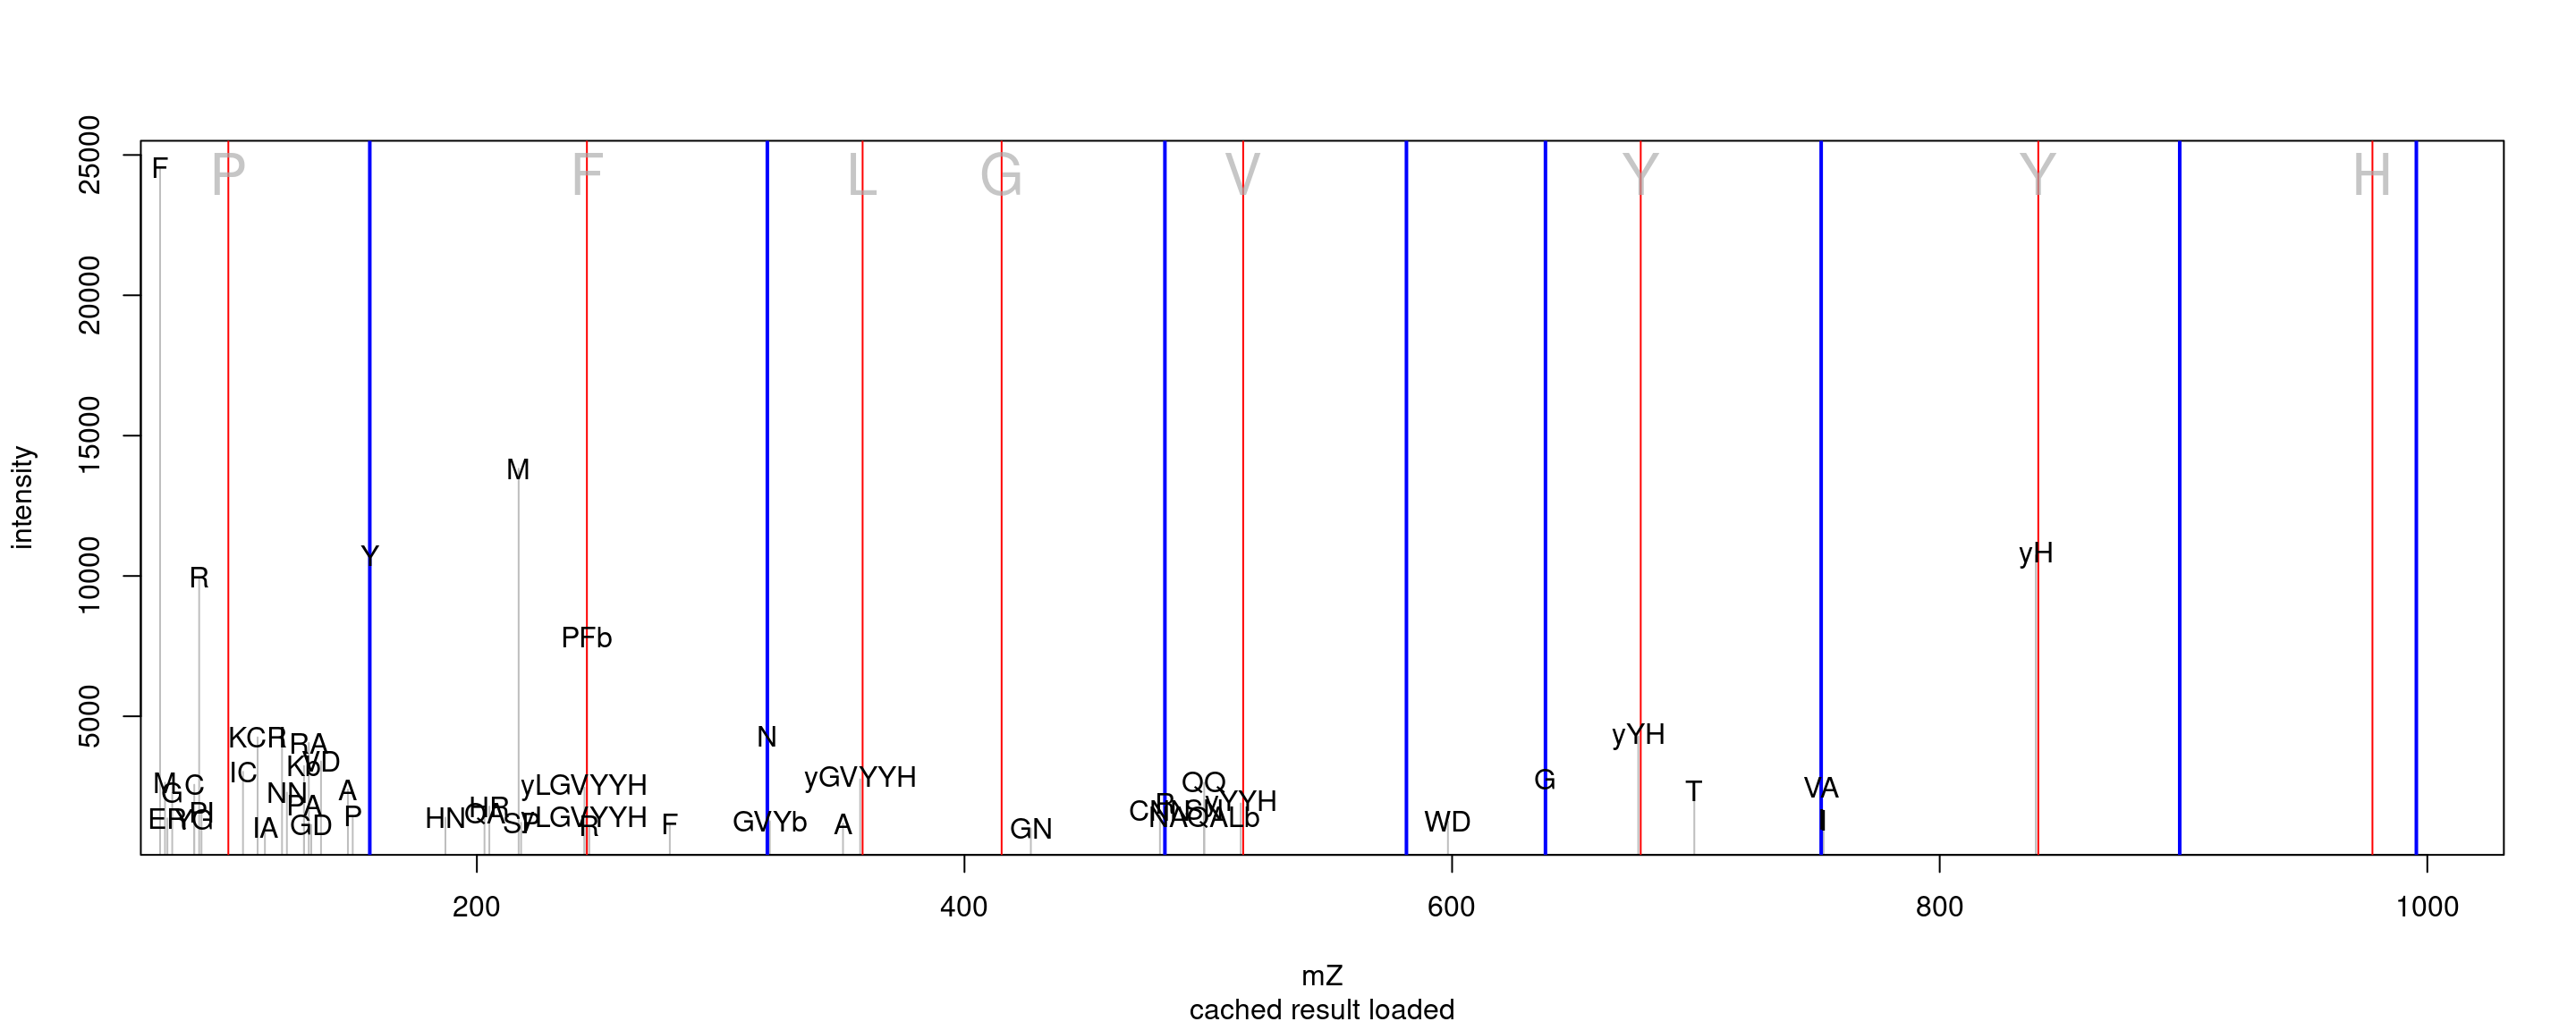 P F L G V Y Y H
25000
20000
15000
10000
5000
intensity
F
M
Y
yH
R
PFb
KCR
RA
N
yYH
VD
Kb
IC
yGVYYH
M
C
yLGVYYH
G
VA
QQ
G
NN
A
T
yYYH
R
PA
HR
QA
P
HN
yLGVYYH
SP
GVYb
WD
I
GD
IA
R
F
A
GN
200 400 600 800 1000
mZ
cached result loaded